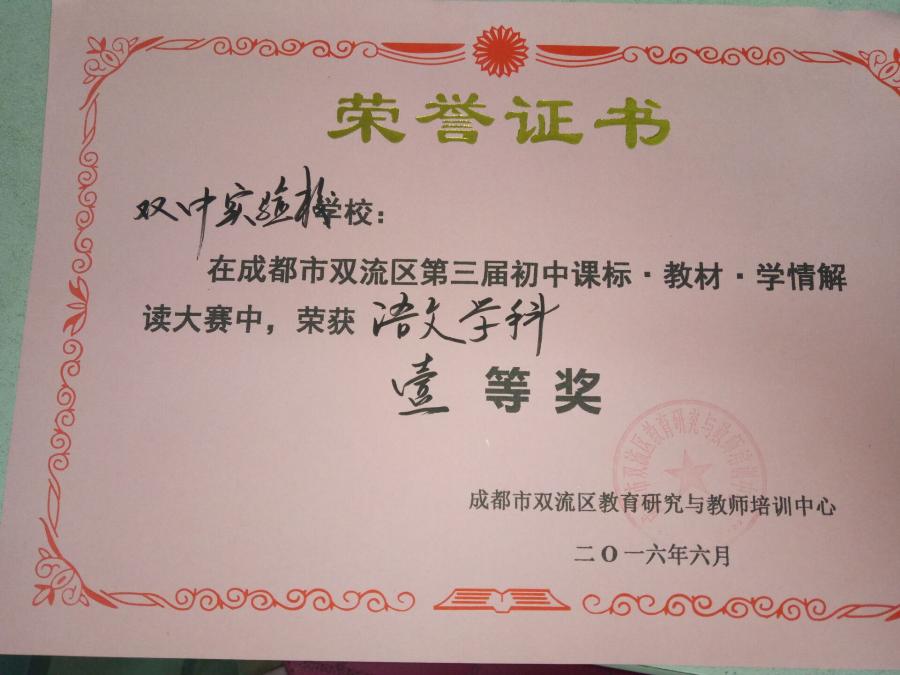 荣誉证书
双中实验校学校：
在成都市双流区第三届初中课标·教材·学情解
读大赛中，荣获 语文学科
壹 等奖
成都市双流区教育研究与教师培训中心
二〇一六年六月